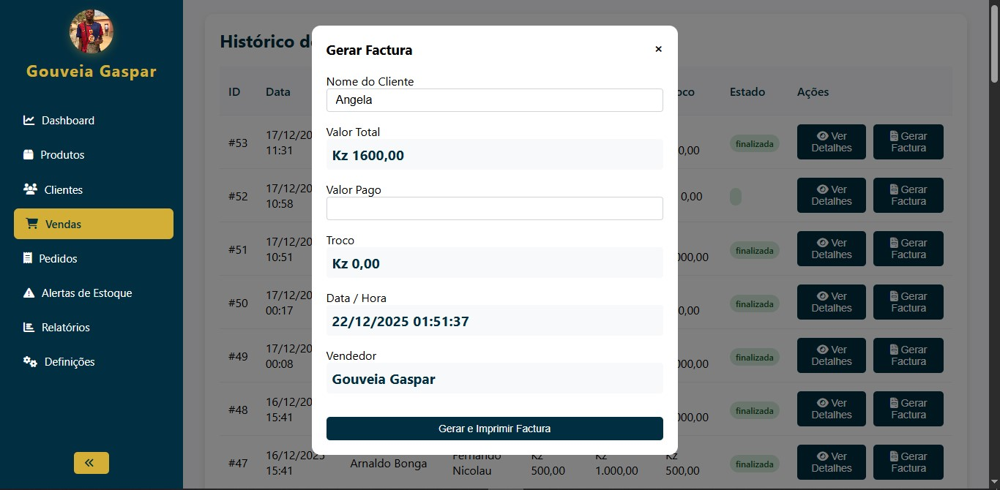 Gouveia Gaspar
Dashboard
Produtos
Clientes
Vendas
Pedidos
Alertas de Estoque
Relatórios
Definições
Histórico
ID Data Estado Ações
#53 17/12/20 11:31 0,00 finalizada Ver Detalhes Gerar Factura
#52 17/12/20 10:58 0,00 Ver Detalhes Gerar Factura
#51 17/12/20 10:51 000,00 finalizada Ver Detalhes Gerar Factura
#50 17/12/20 00:17 0,00 finalizada Ver Detalhes Gerar Factura
#49 17/12/20 00:08 000,00 finalizada Ver Detalhes Gerar Factura
#48 16/12/20 15:41 000,00 finalizada Ver Detalhes Gerar Factura
#47 16/12/2025 15:41 Arnaldo Bonga Fernando Nicolau Kz 500,00 Kz 1.000,00 Kz 500,00 finalizada Ver Detalhes Gerar Factura
Gerar Factura ×
Nome do Cliente
Angela
Valor Total
Kz 1600,00
Valor Pago
Troco
Kz 0,00
Data / Hora
22/12/2025 01:51:37
Vendedor
Gouveia Gaspar
Gerar e Imprimir Factura